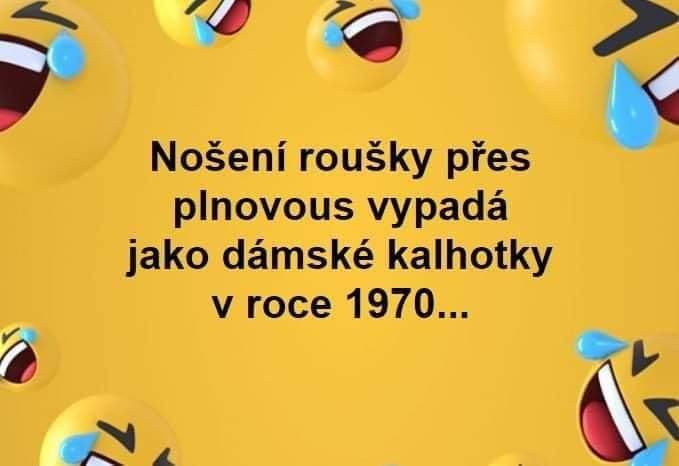 Nošení roušky přes
plnovous vypadá
jako dámské kalhotky
v roce 1970...